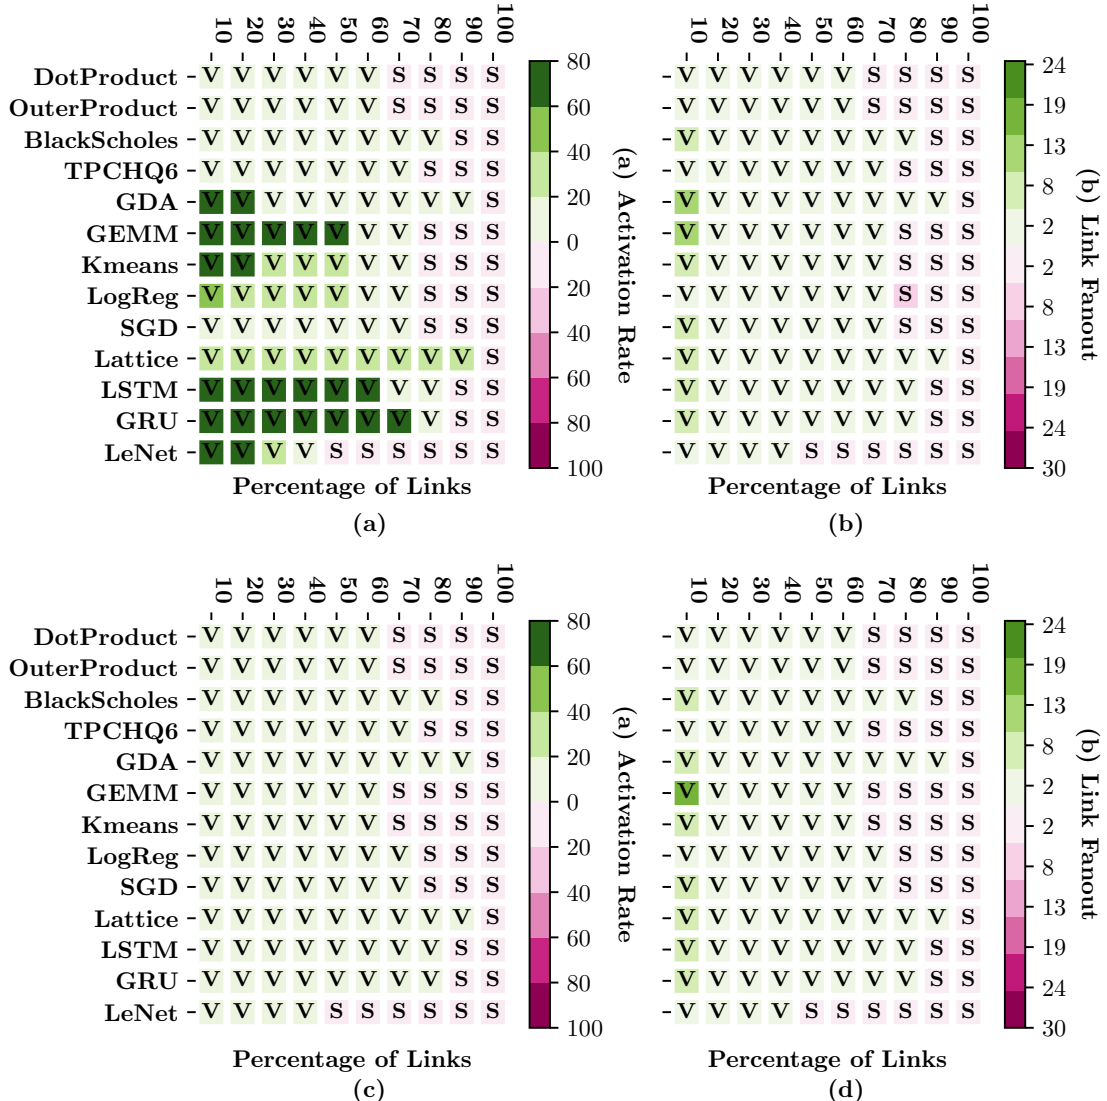 10 20 30 40 50 60 70 80 90 100
DotProduct V V V V V V S S S S
OuterProduct V V V V V V S S S S
BlackScholes V V V V V V V V S S
TPCHQ6 V V V V V V V S S S
GDA V V V V V V V V V S
GEMM V V V V V V V S S S
Kmeans V V V V V V V S S S
LogReg V V V V V V V S S S
SGD V V V V V V V S S S
Lattice V V V V V V V V V S
LSTM V V V V V V V V S S
GRU V V V V V V V V S S
LeNet V V V V S S S S S S
Percentage of Links
(a)
80
60
40
20
0
20
40
60
80
100
(a) Activation Rate
10 20 30 40 50 60 70 80 90 100
V V V V V V S S S S
V V V V V V S S S S
V V V V V V V V S S
V V V V V V V S S S
V V V V V V V V V S
V V V V V V V S S S
V V V V V V V S S S
V V V V V V V S S S
V V V V V V V S S S
V V V V V V V V V S
V V V V V V V V S S
V V V V V V V V S S
V V V V S S S S S S
Percentage of Links
(b)
24
19
13
8
2
2
8
13
19
24
30
(b) Link Fanout
10 20 30 40 50 60 70 80 90 100
DotProduct V V V V V V S S S S
OuterProduct V V V V V V S S S S
BlackScholes V V V V V V V V S S
TPCHQ6 V V V V V V V S S S
GDA V V V V V V V V V S
GEMM V V V V V V S S S S
Kmeans V V V V V V S S S S
LogReg V V V V V V V S S S
SGD V V V V V V V S S S
Lattice V V V V V V V V V S
LSTM V V V V V V V V S S
GRU V V V V V V V V S S
LeNet V V V V S S S S S S
Percentage of Links
(c)
80
60
40
20
0
20
40
60
80
100
(a) Activation Rate
10 20 30 40 50 60 70 80 90 100
V V V V V V S S S S
V V V V V V S S S S
V V V V V V V V S S
V V V V V V S S S S
V V V V V V V V V S
V V V V V V S S S S
V V V V V V S S S S
V V V V V V V S S S
V V V V V V V S S S
V V V V V V V V V S
V V V V V V V V S S
V V V V V V V V S S
V V V V S S S S S S
Percentage of Links
(d)
24
19
13
8
2
2
8
13
19
24
30
(b) Link Fanout